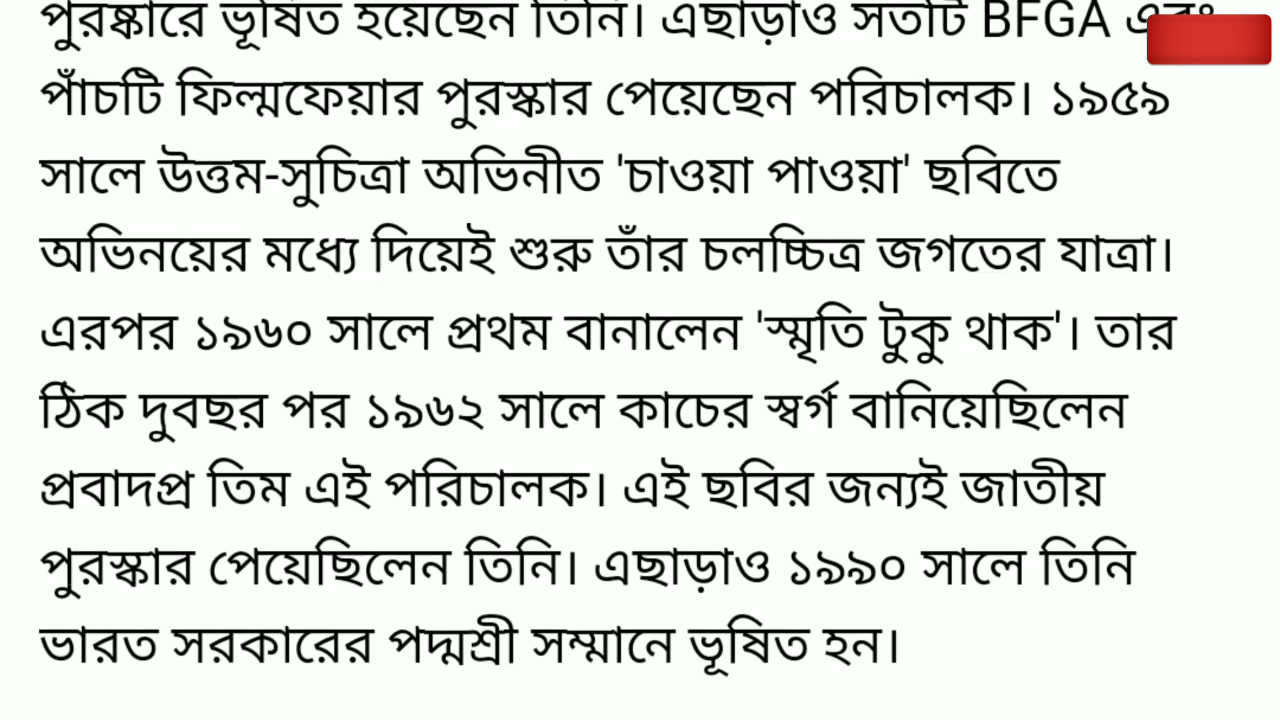 পুরষ্কারে ভূষিত হয়েছেন তিনি। এছাড়াও সতটি BFGA এবং
পাঁচটি ফিল্মফেয়ার পুরস্কার পেয়েছেন পরিচালক। ১৯৫৯
সালে উত্তম-সুচিত্রা অভিনীত 'চাওয়া পাওয়া' ছবিতে
অভিনয়ের মধ্যে দিয়েই শুরু তাঁর চলচ্চিত্র জগতের যাত্রা।
এরপর ১৯৬০ সালে প্রথম বানালেন 'স্মৃতি টুকু থাক'। তার
ঠিক দুবছর পর ১৯৬২ সালে কাচের স্বর্গ বানিয়েছিলেন
প্রবাদপ্র তিম এই পরিচালক। এই ছবির জন্যই জাতীয়
পুরস্কার পেয়েছিলেন তিনি। এছাড়াও ১৯৯০ সালে তিনি
ভারত সরকারের পদ্মশ্রী সম্মানে ভূষিত হন।